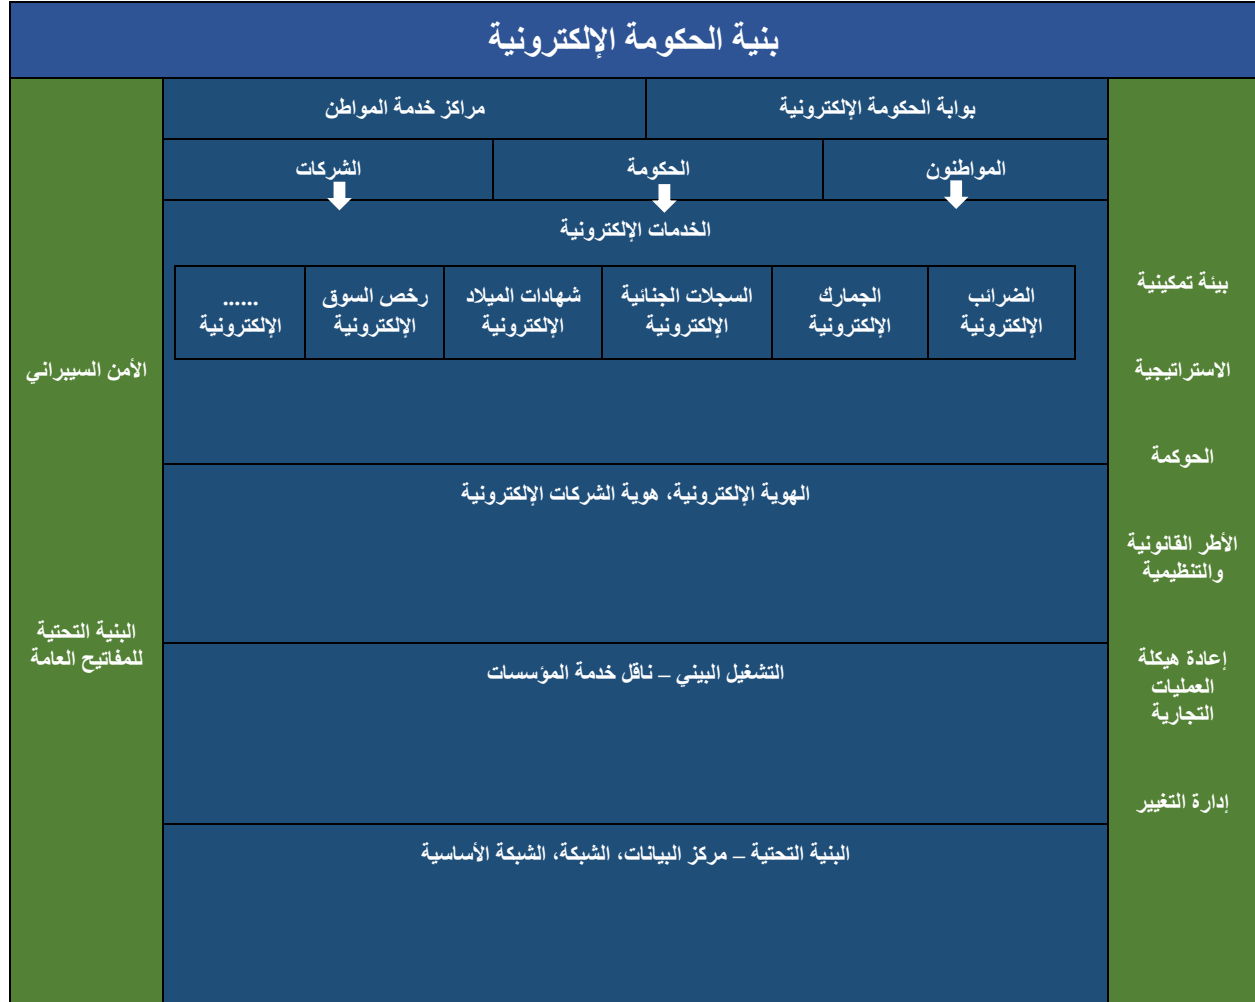 بنية الحكومة الإلكترونية
بوابة الحكومة الإلكترونية
مراكز خدمة المواطن
المواطنون
الحكومة
الشركات
الخدمات الإلكترونية
الضرائب
الإلكترونية
الجمارك
الإلكترونية
السجلات الجنائية
الإلكترونية
شهادات الميلاد
الإلكترونية
رخص السوق
الإلكترونية
......
الإلكترونية
الهوية الإلكترونية، هوية الشركات الإلكترونية
التشغيل البيني – ناقل خدمة المؤسسات
البنية التحتية – مركز البيانات، الشبكة، الشبكة الأساسية
بيئة تمكينية
الاستراتيجية
الحوكمة
الأطر القانونية
والتنظيمية
إعادة هيكلة
العمليات
التجارية
إدارة التغيير
الأمن السيبراني
البنية التحتية
للمفاتيح العامة